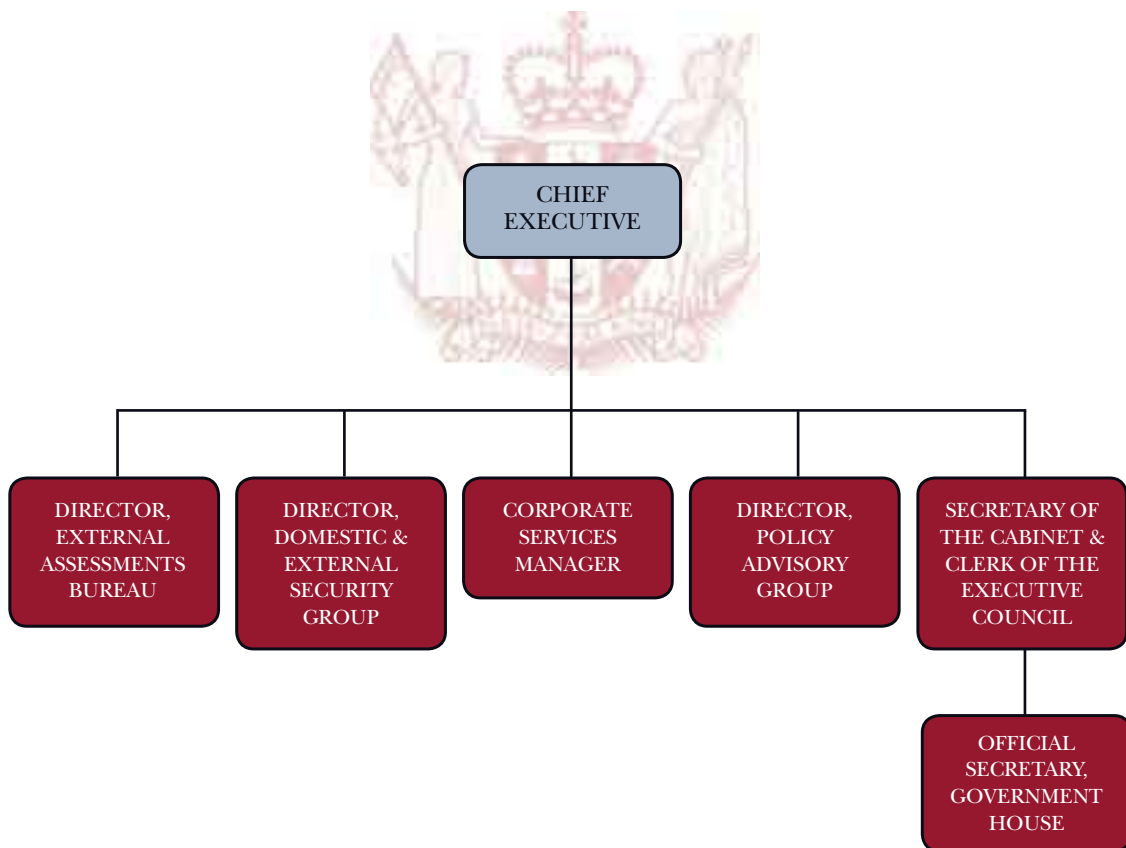 CHIEF
EXECUTIVE
DIRECTOR,
EXTERNAL
ASSESSMENTS
BUREAU
DIRECTOR,
DOMESTIC &
EXTERNAL
SECURITY
GROUP
CORPORATE
SERVICES
MANAGER
DIRECTOR,
POLICY
ADVISORY
GROUP
SECRETARY OF
THE CABINET &
CLERK OF THE
EXECUTIVE
COUNCIL
OFFICIAL
SECRETARY,
GOVERNMENT
HOUSE